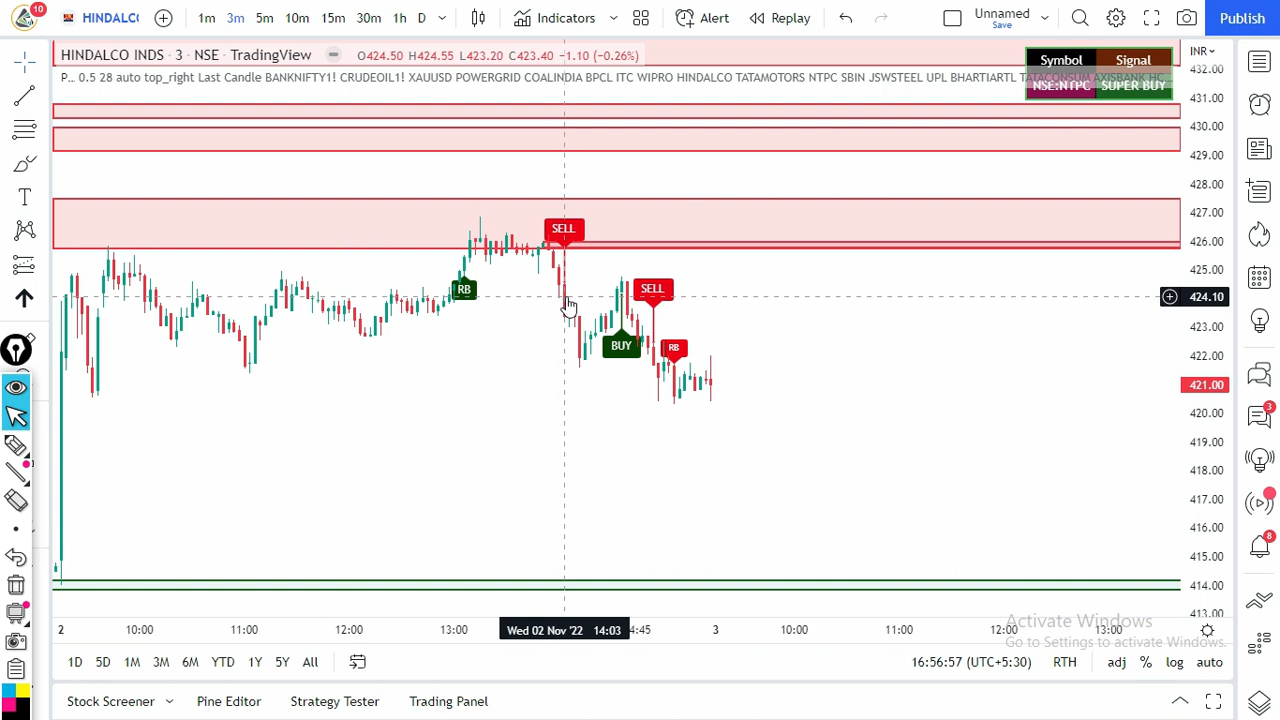 10
HINDALCO
1m 3m 5m 10m 15m 30m 1h D
Indicators
Alert
Replay
Unnamed
Save
Publish
HINDALCO INDS · 3 · NSE · TradingView
O424.50 H424.55 L423.20 C423.40 −1.10 (−0.26%)
P... 0.5 28 auto top_right Last Candle BANKNIFTY1! CRUDEOIL1! XAUUSD POWERGRID COALINDIA BPCL ITC WIPRO HINDALCO TATAMOTORS NTPC SBIN JSWSTEEL UPL BHARTIARTL TATACONSUM AXISBANK HC
Symbol Signal
NSE:NTPC SUPER BUY
INR
432.00
431.00
430.00
429.00
428.00
427.00
426.00
425.00
424.10
423.00
422.00
421.00
420.00
419.00
418.00
417.00
416.00
415.00
414.00
413.00
SELL
RB
SELL
BUY
RB
3
8
2 10:00 11:00 12:00 13:00 Wed 02 Nov '22 14:03 4:45 3 10:00 11:00 12:00 13:00
Activate Windows
Go to Settings to activate Windows.
1D 5D 1M 3M 6M YTD 1Y 5Y All
16:56:57 (UTC+5:30) RTH adj % log auto
Stock Screener Pine Editor Strategy Tester Trading Panel